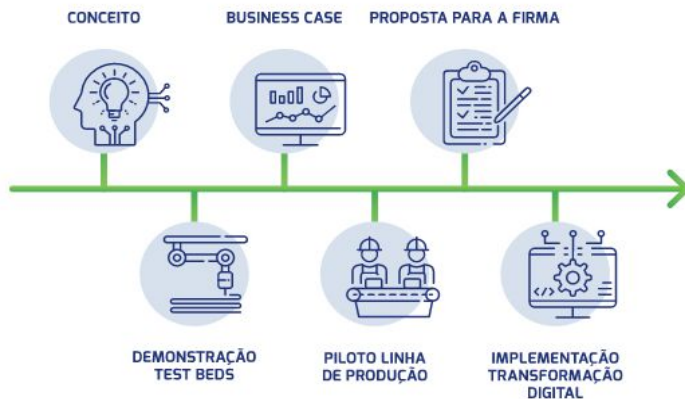 CONCEITO
BUSINESS CASE
PROPOSTA PARA A FIRMA
</>
DEMONSTRAÇÃO
TEST BEDS
PILOTO LINHA
DE PRODUÇÃO
IMPLEMENTAÇÃO
TRANSFORMAÇÃO
DIGITAL